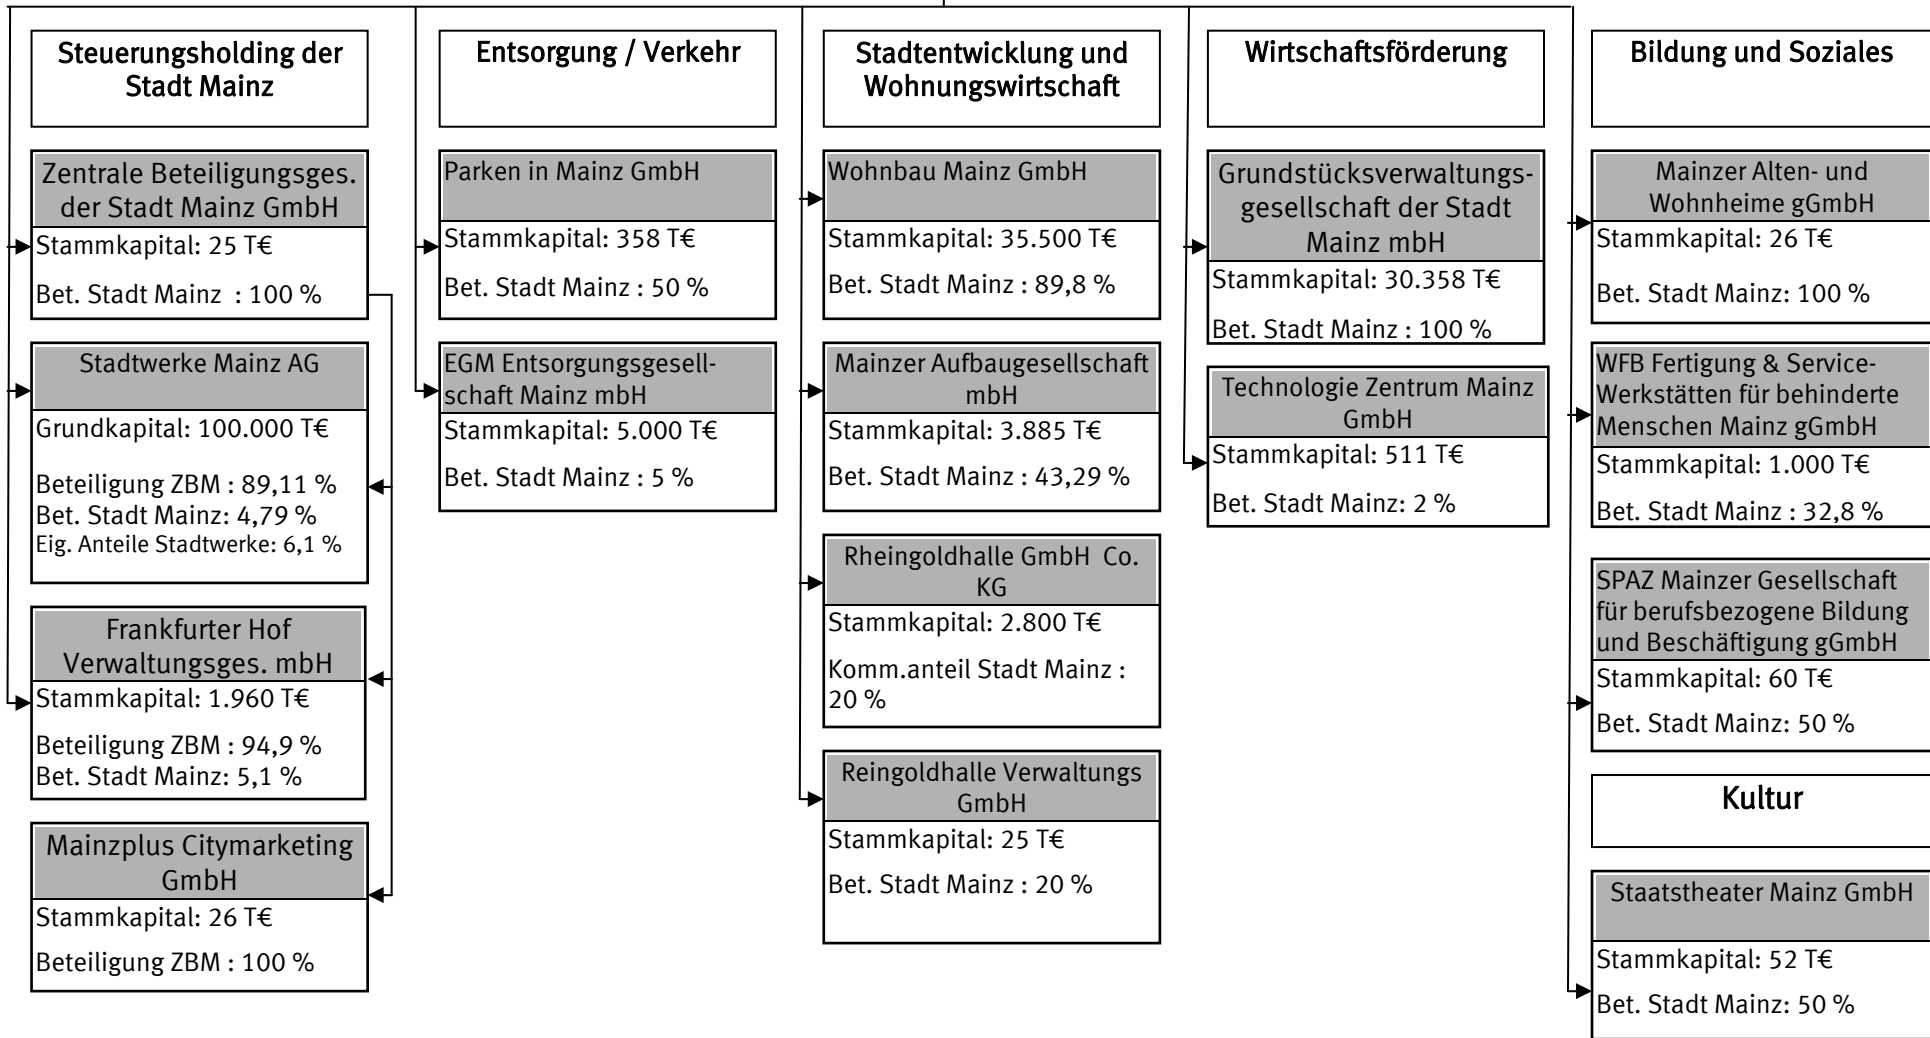 Steuerungsholding der
Stadt Mainz
Zentrale Beteiligungsges.
der Stadt Mainz GmbH
Stammkapital: 25 T€
Bet. Stadt Mainz : 100 %
Stadtwerke Mainz AG
Grundkapital: 100.000 T€
Beteiligung ZBM : 89,11 %
Bet. Stadt Mainz: 4,79 %
Eig. Anteile Stadtwerke: 6,1 %
Frankfurter Hof
Verwaltungsges. mbH
Stammkapital: 1.960 T€
Beteiligung ZBM : 94,9 %
Bet. Stadt Mainz: 5,1 %
Mainzplus Citymarketing
GmbH
Stammkapital: 26 T€
Beteiligung ZBM : 100 %
Entsorgung / Verkehr
Parken in Mainz GmbH
Stammkapital: 358 T€
Bet. Stadt Mainz : 50 %
EGM Entsorgungsgesell-
schaft Mainz mbH
Stammkapital: 5.000 T€
Bet. Stadt Mainz : 5 %
Stadtentwicklung und
Wohnungswirtschaft
Wohnbau Mainz GmbH
Stammkapital: 35.500 T€
Bet. Stadt Mainz : 89,8 %
Mainzer Aufbaugesellschaft
mbH
Stammkapital: 3.885 T€
Bet. Stadt Mainz : 43,29 %
Rheingoldhalle GmbH Co.
KG
Stammkapital: 2.800 T€
Komm.anteil Stadt Mainz :
20 %
Reingoldhalle Verwaltungs
GmbH
Stammkapital: 25 T€
Bet. Stadt Mainz : 20 %
Wirtschaftsförderung
Grundstücksverwaltungs-
gesellschaft der Stadt
Mainz mbH
Stammkapital: 30.358 T€
Bet. Stadt Mainz : 100 %
Technologie Zentrum Mainz
GmbH
Stammkapital: 511 T€
Bet. Stadt Mainz: 2 %
Bildung und Soziales
Mainzer Alten- und
Wohnheime gGmbH
Stammkapital: 26 T€
Bet. Stadt Mainz: 100 %
WFB Fertigung & Service-
Werkstätten für behinderte
Menschen Mainz gGmbH
Stammkapital: 1.000 T€
Bet. Stadt Mainz : 32,8 %
SPAZ Mainzer Gesellschaft
für berufsbezogene Bildung
und Beschäftigung gGmbH
Stammkapital: 60 T€
Bet. Stadt Mainz: 50 %
Kultur
Staatstheater Mainz GmbH
Stammkapital: 52 T€
Bet. Stadt Mainz: 50 %